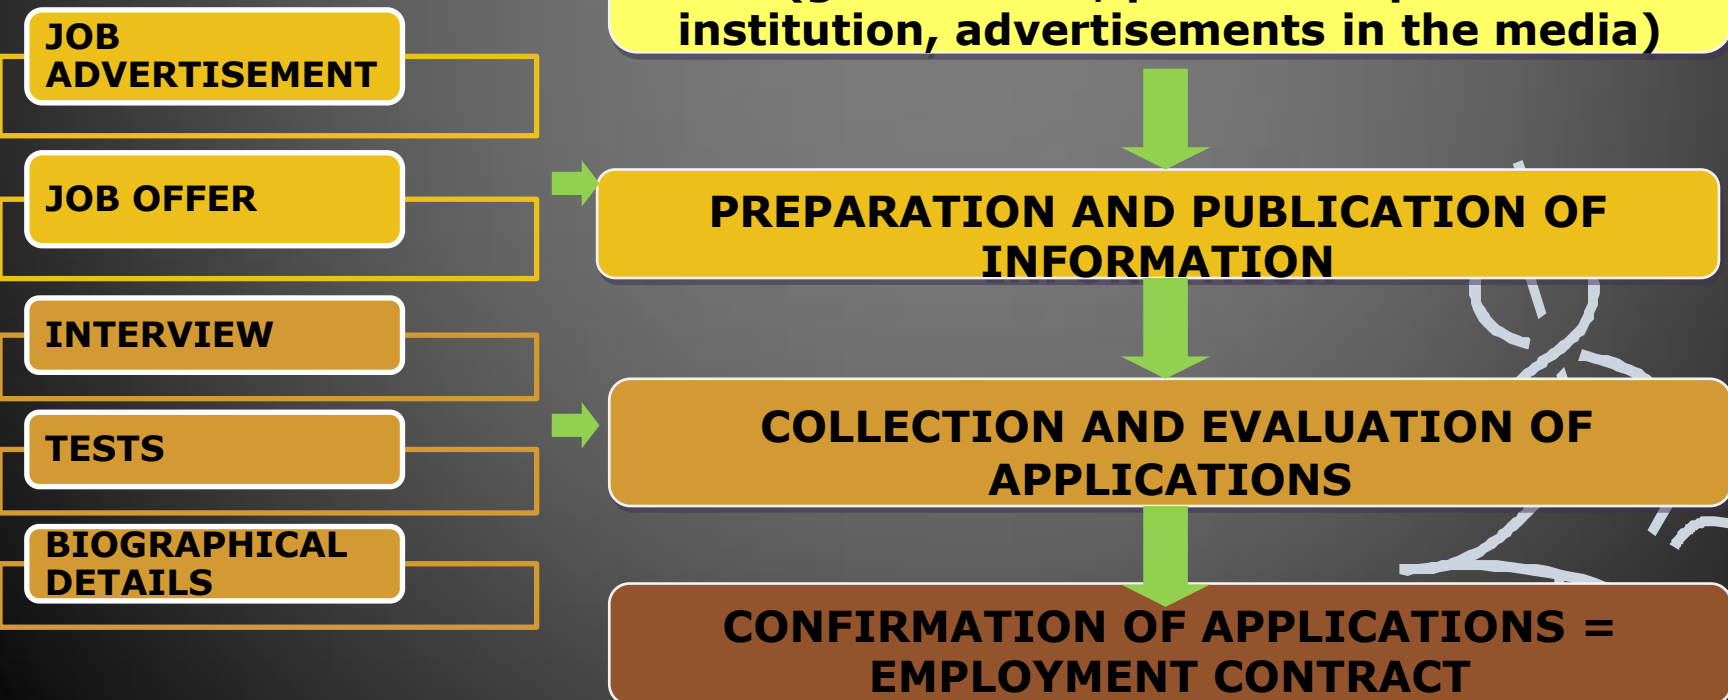 JOB
ADVERTISEMENT
JOB OFFER
INTERVIEW
TESTS
BIOGRAPHICAL
DETAILS
institution, advertisements in the media)
PREPARATION AND PUBLICATION OF
INFORMATION
COLLECTION AND EVALUATION OF
APPLICATIONS
CONFIRMATION OF APPLICATIONS =
EMPLOYMENT CONTRACT